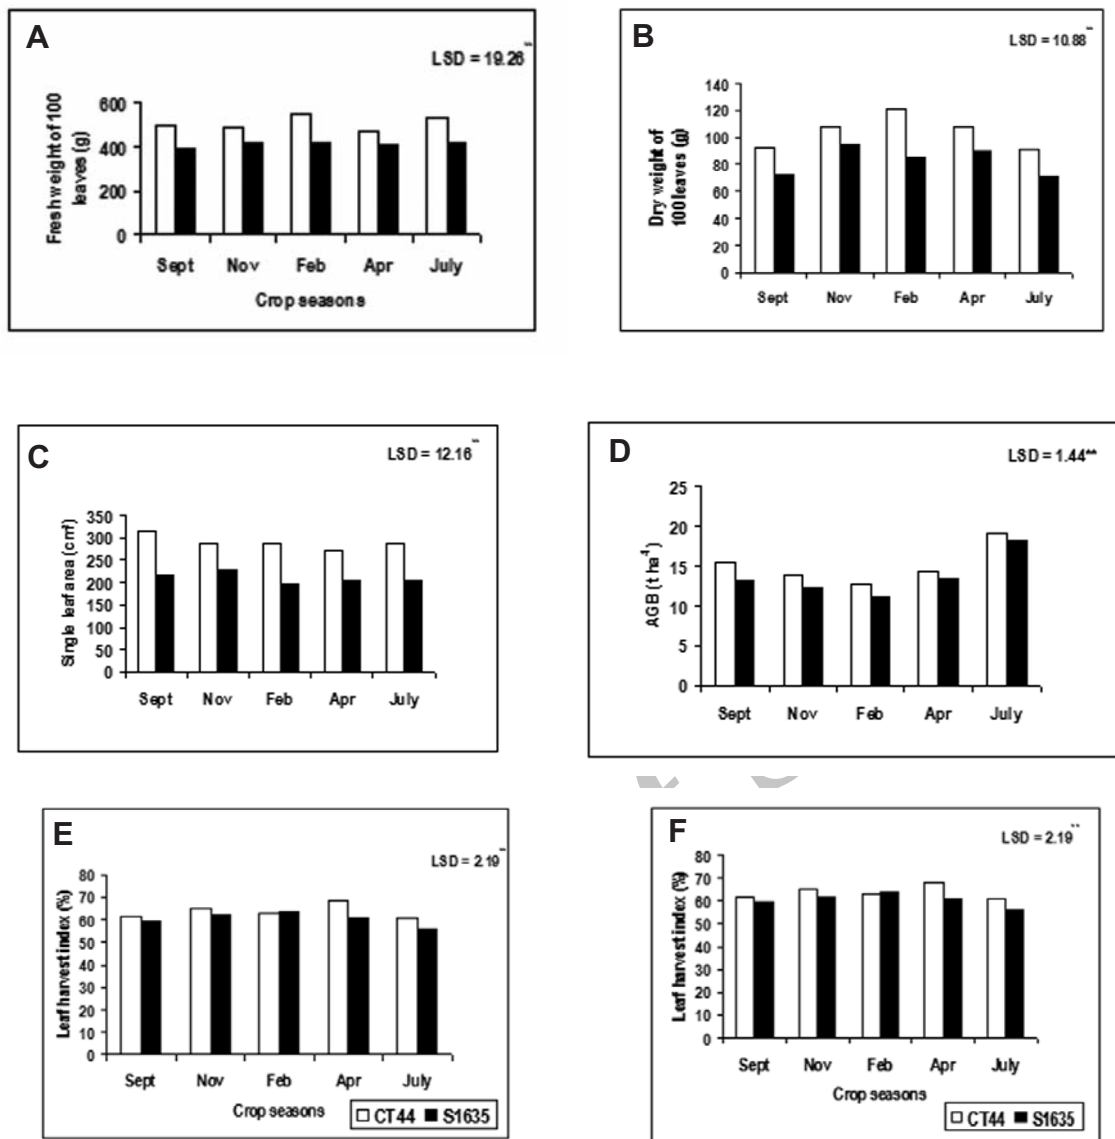 A
LSD = 19.26**
Fresh weight of 100
leaves (g)
600
400
200
0
Sept Nov Feb Apr July
Crop seasons
B
LSD = 10.88
Dry weight of
100 leaves (g)
140
120
100
80
60
40
20
0
Sept Nov Feb Apr July
C
LSD = 12.16**
Single leaf area (cm²)
350
300
250
200
150
100
50
0
Sept Nov Feb Apr July
D
LSD = 1.44**
AGB (t ha⁻¹)
25
20
15
10
5
0
Sept Nov Feb Apr July
E
LSD = 2.19
Leaf harvest index (%)
80
70
60
50
40
30
20
10
0
Sept Nov Feb Apr July
Crop seasons
CT44 S1635
F
LSD = 2.19**
Leaf harvest index (%)
80
70
60
50
40
30
20
10
0
Sept Nov Feb Apr July
Crop seasons
CT44 S1635